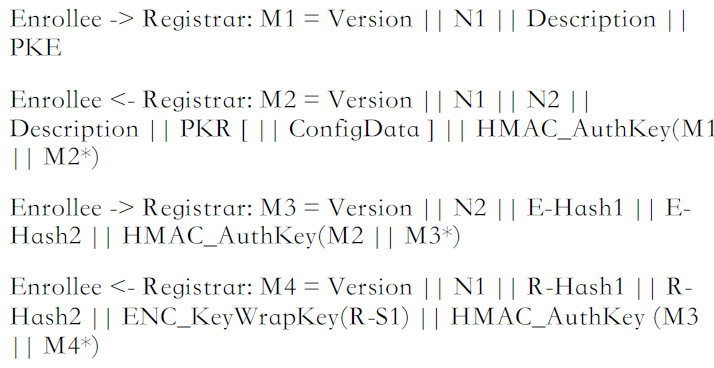 Enrollee -> Registrar: M1 = Version || N1 || Description ||
PKE
Enrollee <- Registrar: M2 = Version || N1 || N2 ||
Description || PKR [ || ConfigData ] || HMAC_AuthKey(M1
|| M2*)
Enrollee -> Registrar: M3 = Version || N2 || E-Hash1 || E-
Hash2 || HMAC_AuthKey(M2 || M3*)
Enrollee <- Registrar: M4 = Version || N1 || R-Hash1 || R-
Hash2 || ENC_KeyWrapKey(R-S1) || HMAC_AuthKey (M3
|| M4*)